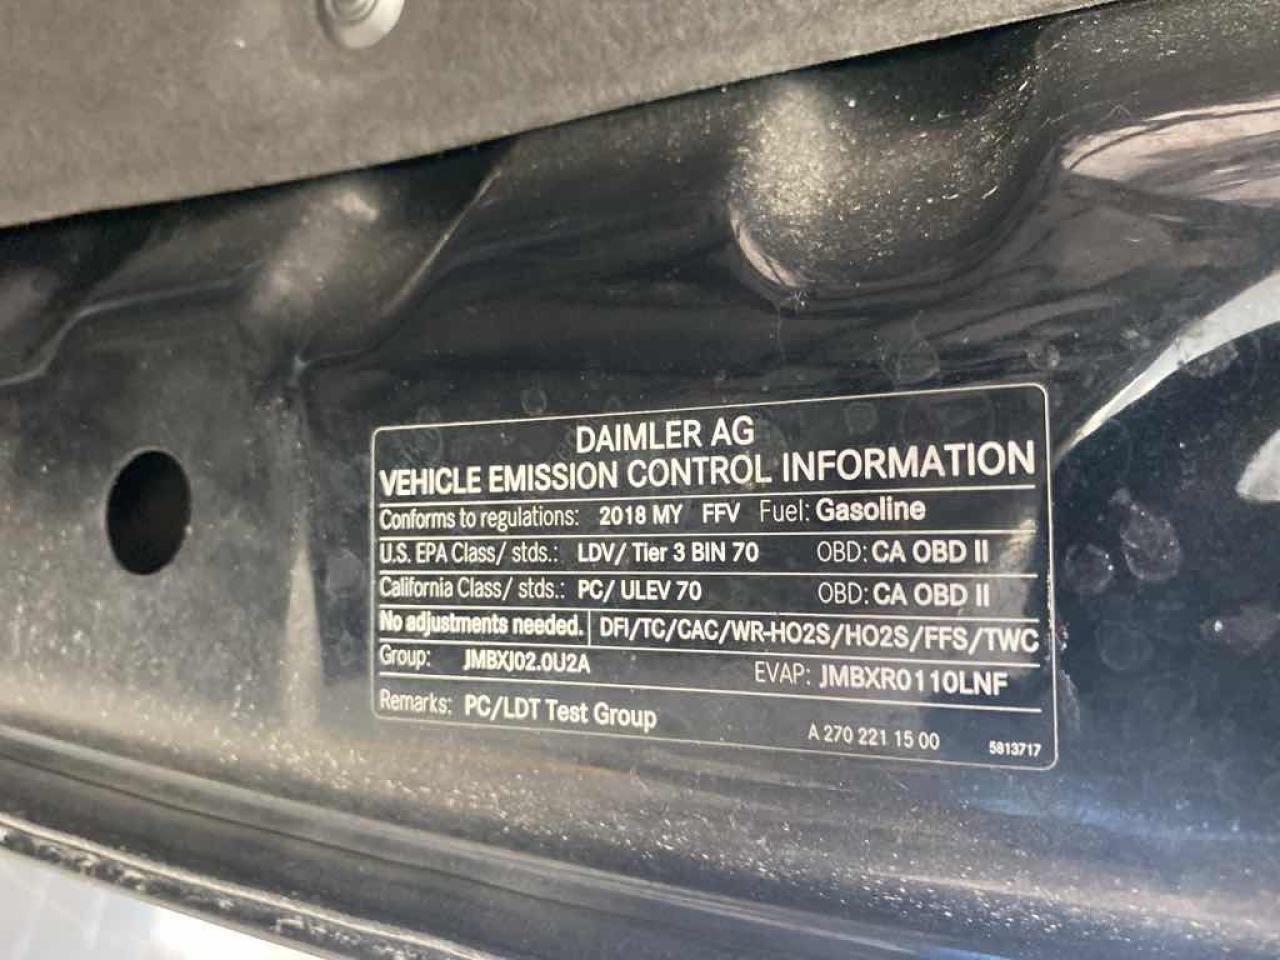 DAIMLER AG
VEHICLE EMISSION CONTROL INFORMATION
Conforms to regulations: 2018 MY FFV Fuel: Gasoline
U.S. EPA Class/ stds.: LDV/ Tier 3 BIN 70 OBD: CA OBD II
California Class/ stds.: PC/ ULEV 70 OBD: CA OBD II
No adjustments needed. DFI/TC/CAC/WR-HO2S/HO2S/FFS/TWC
Group: JMBXJ02.0U2A EVAP: JMBXR0110LNF
Remarks: PC/LDT Test Group
A 270 221 15 00 5813717